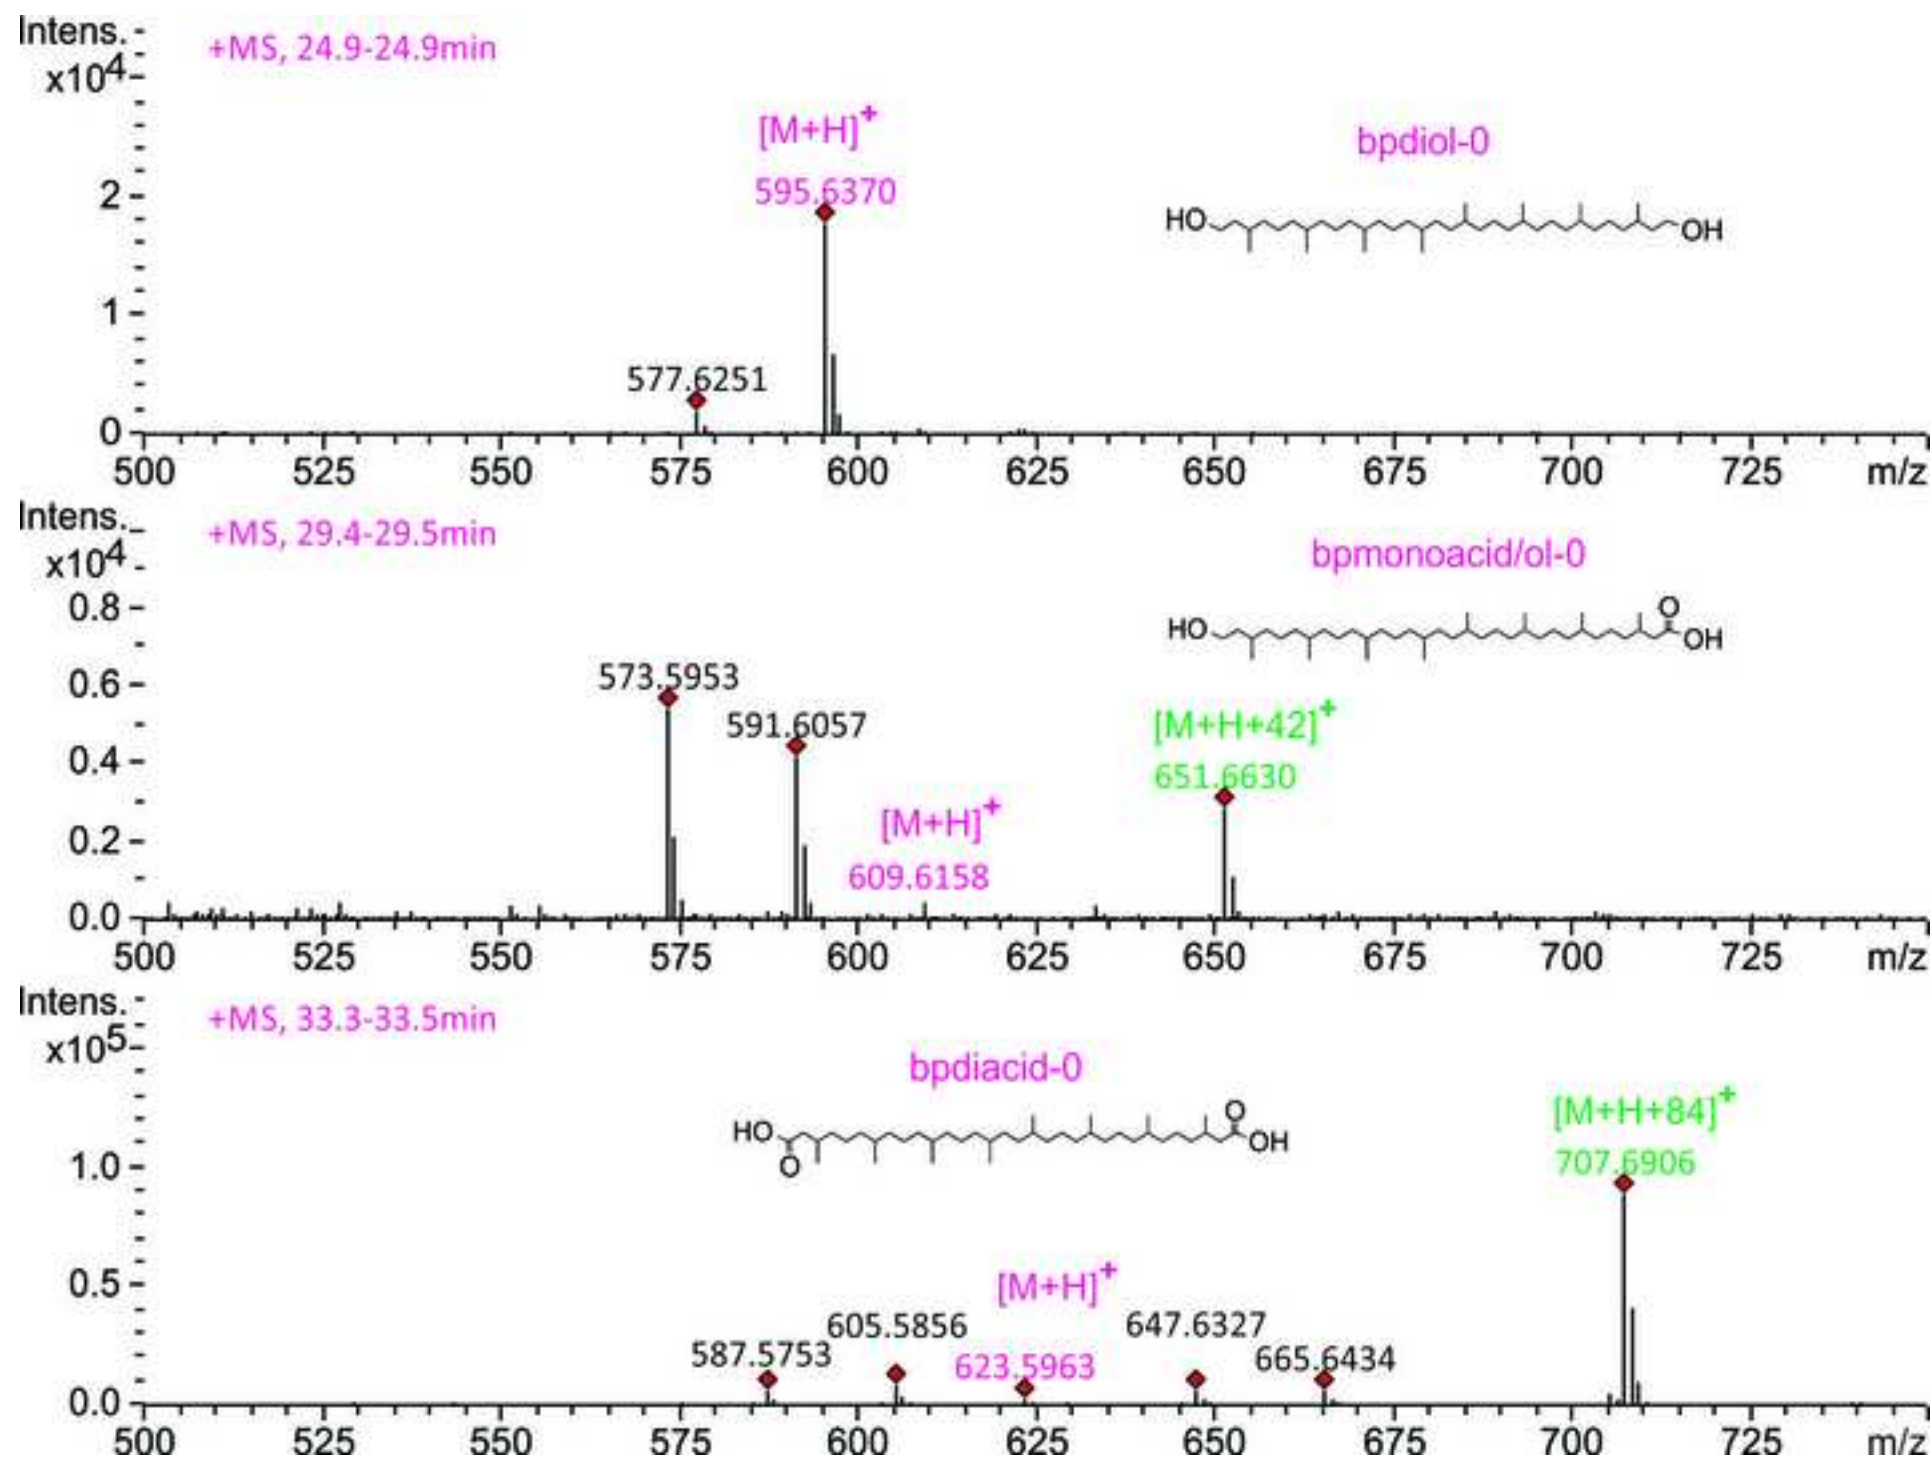 Intens.
x10⁴
+MS, 24.9-24.9min
[M+H]⁺
595.6370
bpdiol-0
HO
OH
2
1
577.6251
0
500 525 550 575 600 625 650 675 700 725 m/z
Intens.
x10⁴
+MS, 29.4-29.5min
bpmonoacid/ol-0
O
HO
OH
0.8
573.5953
0.6
591.6057
[M+H+42]⁺
651.6630
0.4
[M+H]⁺
609.6158
0.2
0.0
500 525 550 575 600 625 650 675 700 725 m/z
Intens.
x10⁵
+MS, 33.3-33.5min
bpdiacid-0
O
HO
OH
O
[M+H+84]⁺
707.6906
1.0
0.5
[M+H]⁺
605.5856
647.6327
587.5753
623.5963
665.6434
0.0
500 525 550 575 600 625 650 675 700 725 m/z